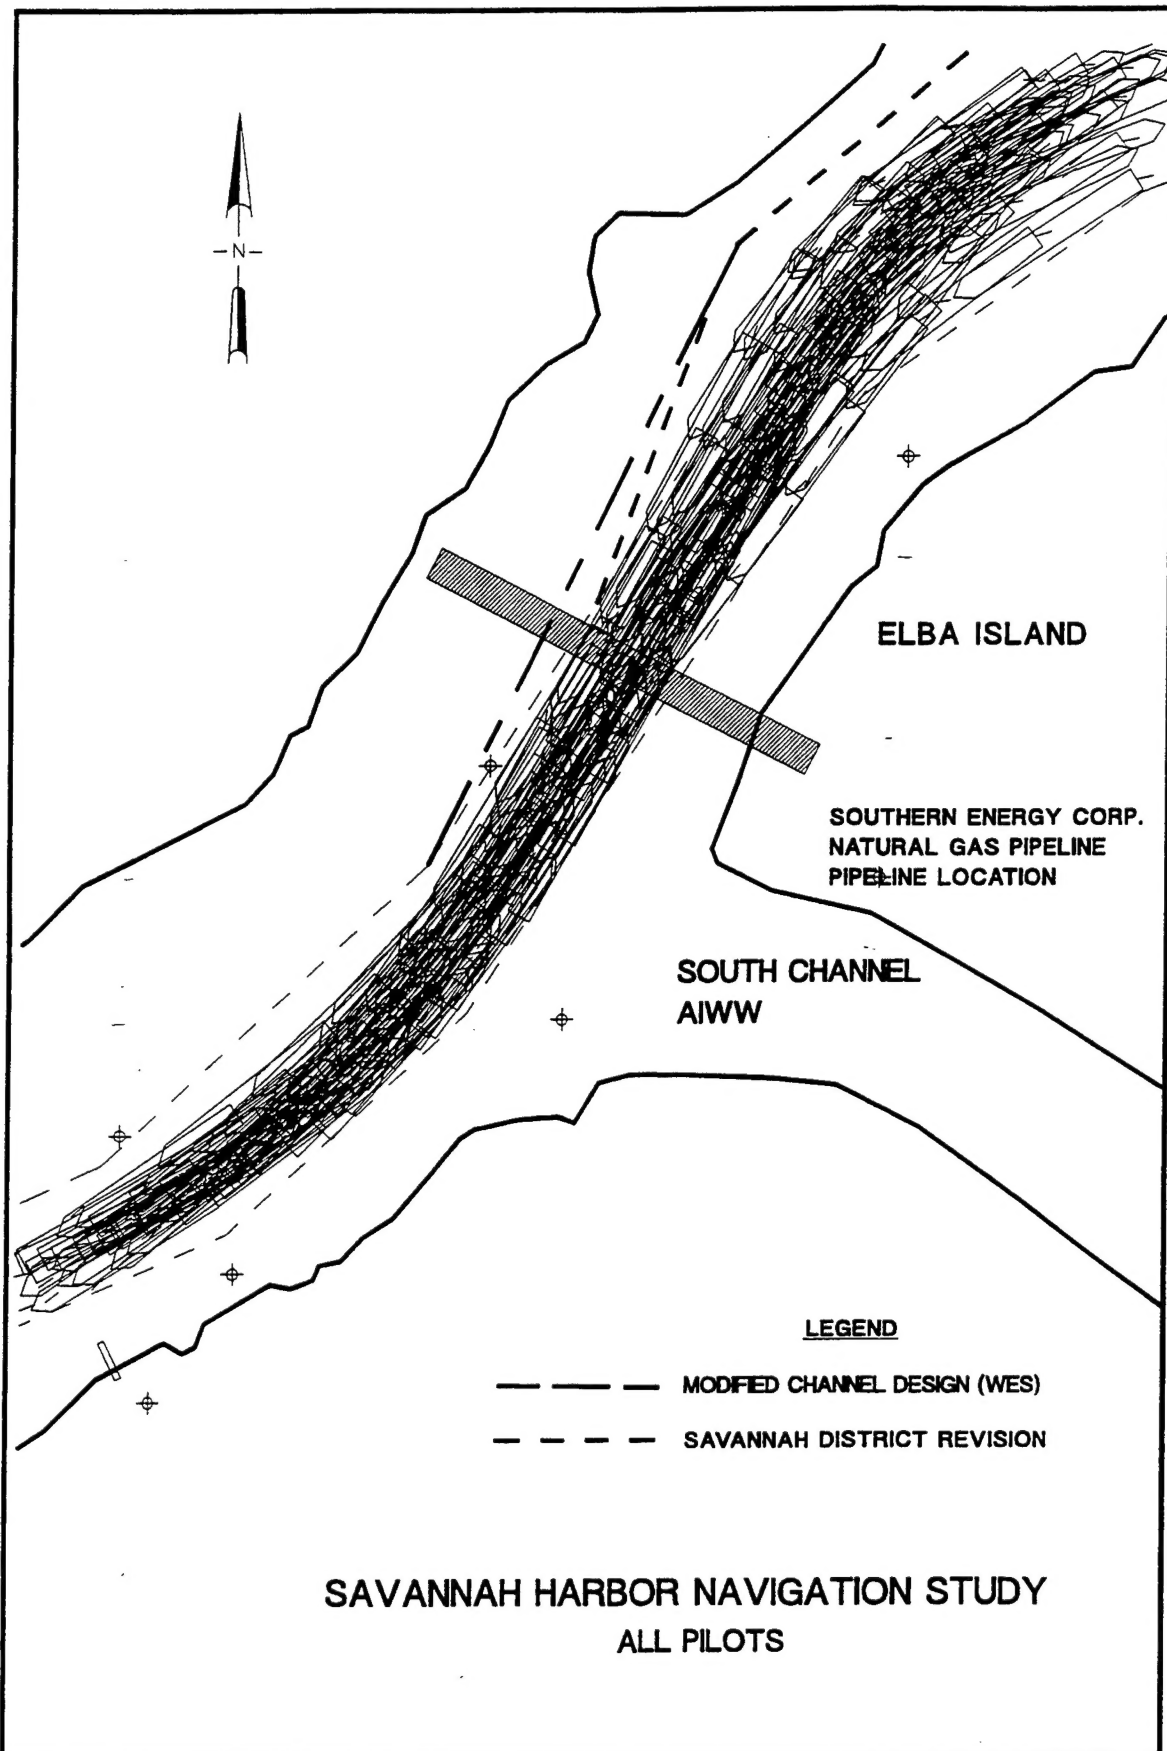 N
ELBA ISLAND
SOUTHERN ENERGY CORP.
NATURAL GAS PIPELINE
PIPELINE LOCATION
SOUTH CHANNEL
AIWW
LEGEND
MODIFIED CHANNEL DESIGN (WES)
SAVANNAH DISTRICT REVISION
SAVANNAH HARBOR NAVIGATION STUDY
ALL PILOTS